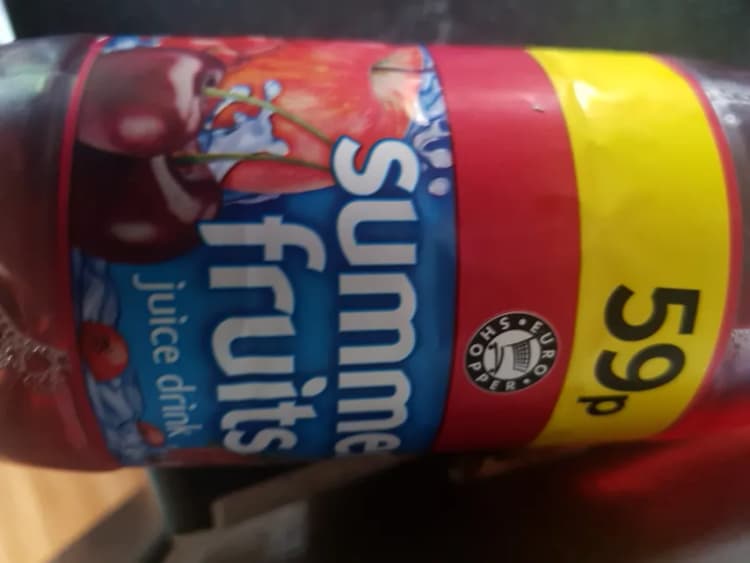 59p
EURO SHOPPER
summe
fruits
juice drink